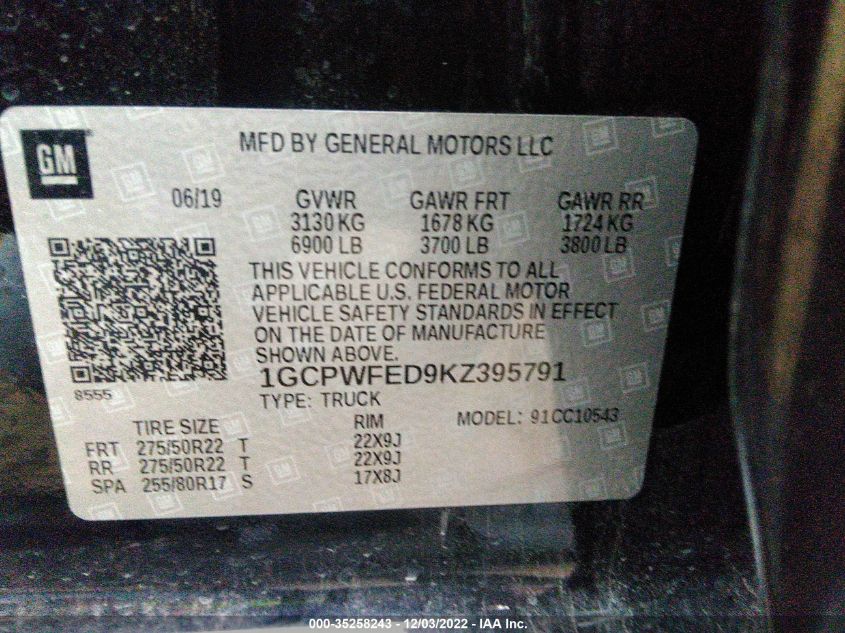 GM
MFD BY GENERAL MOTORS LLC
06/19 GVWR GAWR FRT GAWR RR
3130 KG 1678 KG 1724 KG
6900 LB 3700 LB 3800 LB
THIS VEHICLE CONFORMS TO ALL
APPLICABLE U.S. FEDERAL MOTOR
VEHICLE SAFETY STANDARDS IN EFFECT
ON THE DATE OF MANUFACTURE
SHOWN ABOVE.
1GCPWFED9KZ395791
8555
TYPE: TRUCK
TIRE SIZE RIM MODEL: 91CC10543
FRT 275/50R22 T 22X9J
RR 275/50R22 T 22X9J
SPA 255/80R17 S 17X8J
000-35258243 - 12/03/2022 - IAA Inc.